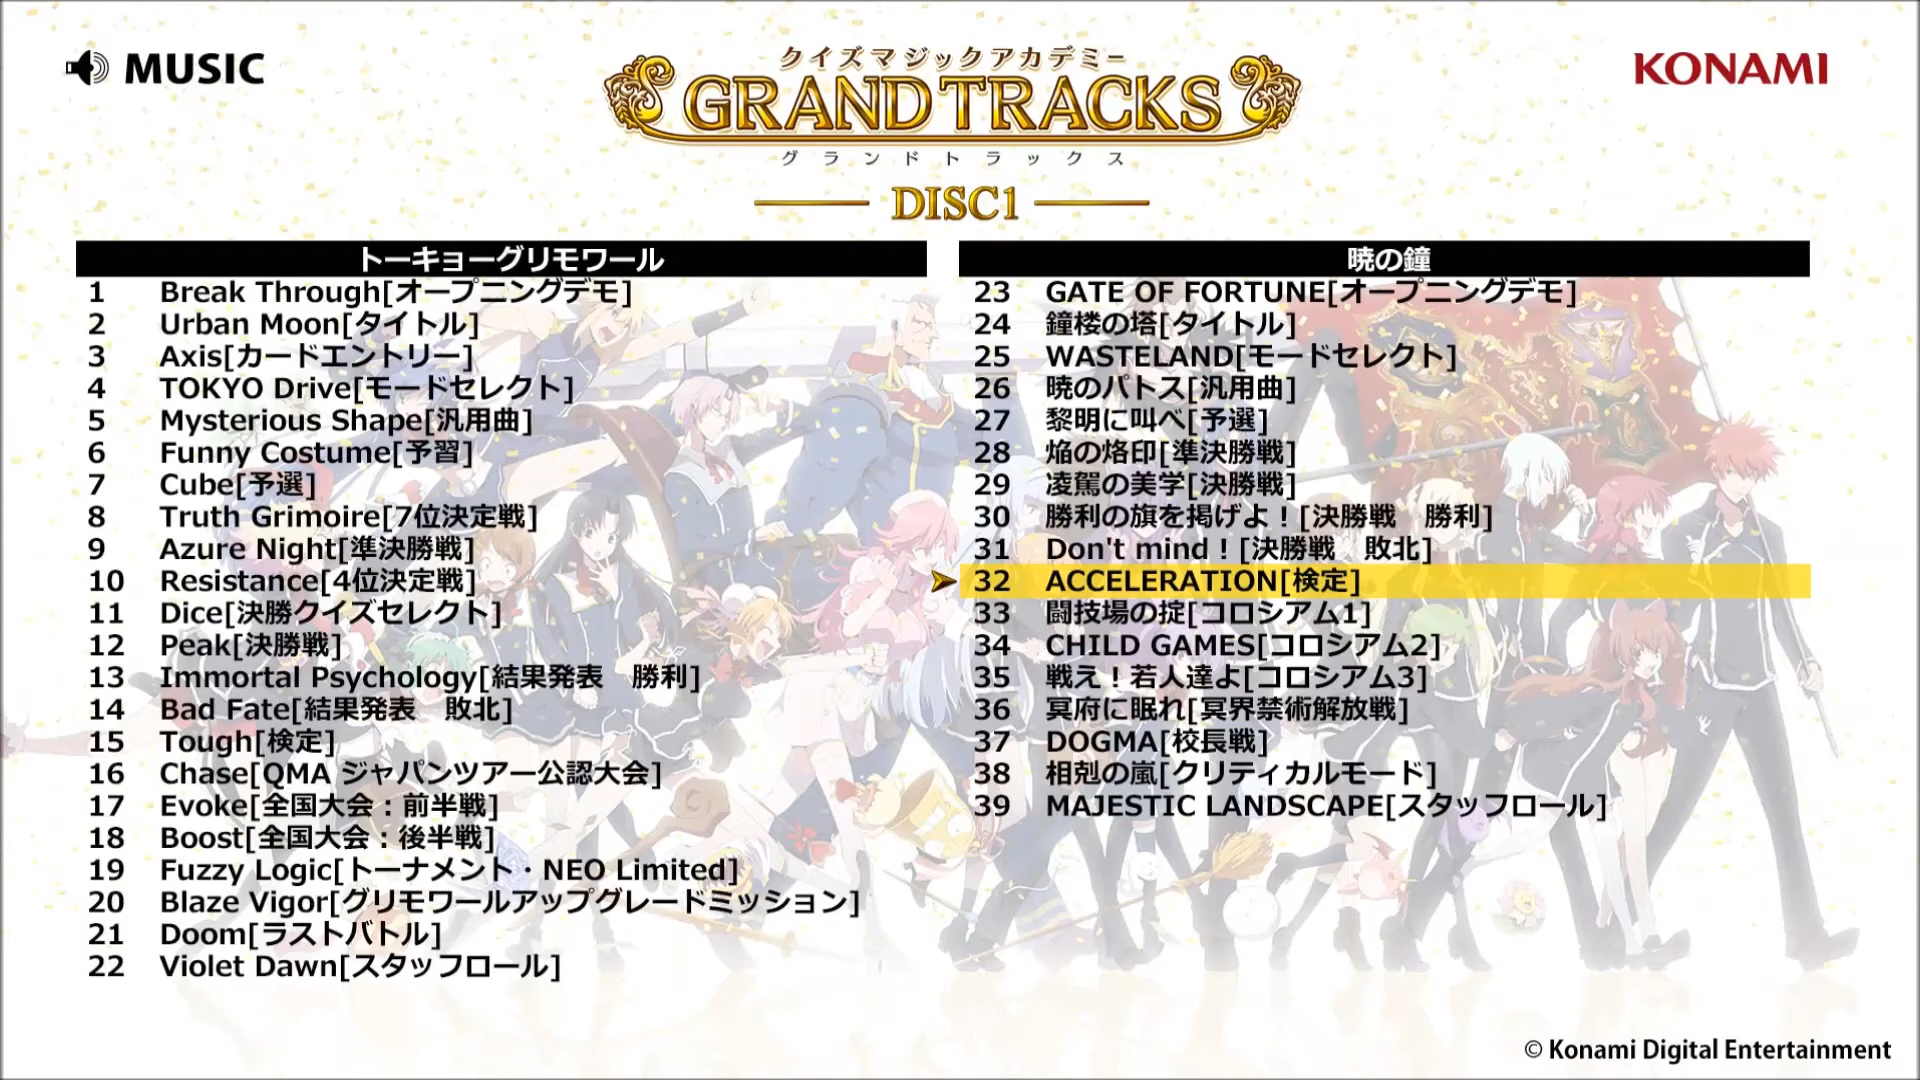 MUSIC
クイズマジックアカデミー
GRAND TRACKS
グランドトラックス
KONAMI
DISC1
トーキョーグリモワール
1 Break Through[オープニングデモ]
2 Urban Moon[タイトル]
3 Axis[カードエントリー]
4 TOKYO Drive[モードセレクト]
5 Mysterious Shape[汎用曲]
6 Funny Costume[予習]
7 Cube[予選]
8 Truth Grimoire[7位決定戦]
9 Azure Night[準決勝戦]
10 Resistance[4位決定戦]
11 Dice[決勝クイズセレクト]
12 Peak[決勝戦]
13 Immortal Psychology[結果発表　勝利]
14 Bad Fate[結果発表　敗北]
15 Tough[検定]
16 Chase[QMA ジャパンツアー公認大会]
17 Evoke[全国大会：前半戦]
18 Boost[全国大会：後半戦]
19 Fuzzy Logic[トーナメント・NEO Limited]
20 Blaze Vigor[グリモワールアップグレードミッション]
21 Doom[ラストバトル]
22 Violet Dawn[スタッフロール]
暁の鐘
23 GATE OF FORTUNE[オープニングデモ]
24 鐘楼の塔[タイトル]
25 WASTELAND[モードセレクト]
26 暁のパトス[汎用曲]
27 黎明に叫べ[予選]
28 焔の烙印[準決勝戦]
29 凌駕の美学[決勝戦]
30 勝利の旗を掲げよ！[決勝戦　勝利]
31 Don't mind！[決勝戦　敗北]
32 ACCELERATION[検定]
33 闘技場の掟[コロシアム1]
34 CHILD GAMES[コロシアム2]
35 戦え！若人達よ[コロシアム3]
36 冥府に眠れ[冥界禁術解放戦]
37 DOGMA[校長戦]
38 相剋の嵐[クリティカルモード]
39 MAJESTIC LANDSCAPE[スタッフロール]
© Konami Digital Entertainment